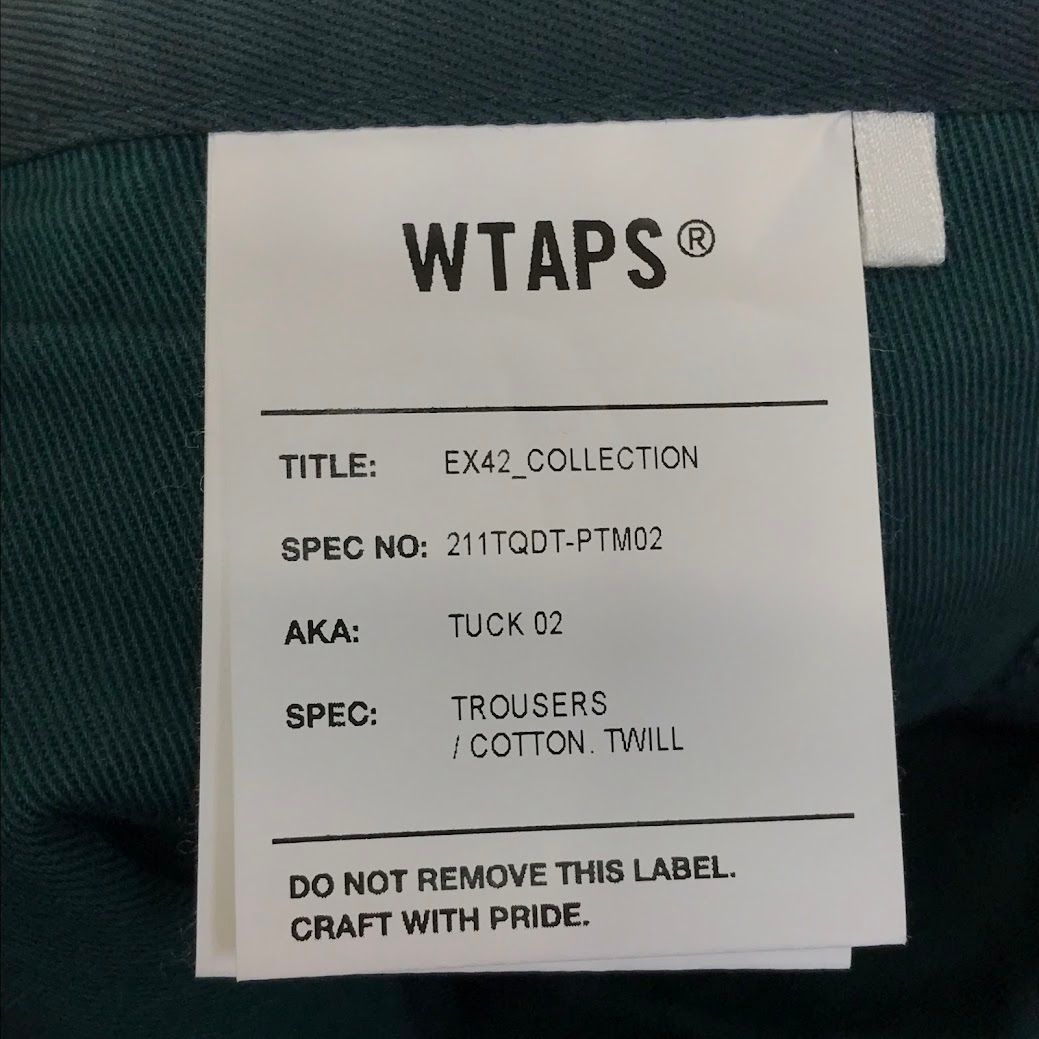 WTAPS®
TITLE: EX42_COLLECTION
SPEC NO: 211TQDT-PTM02
AKA: TUCK 02
SPEC: TROUSERS
/ COTTON. TWILL
DO NOT REMOVE THIS LABEL.
CRAFT WITH PRIDE.